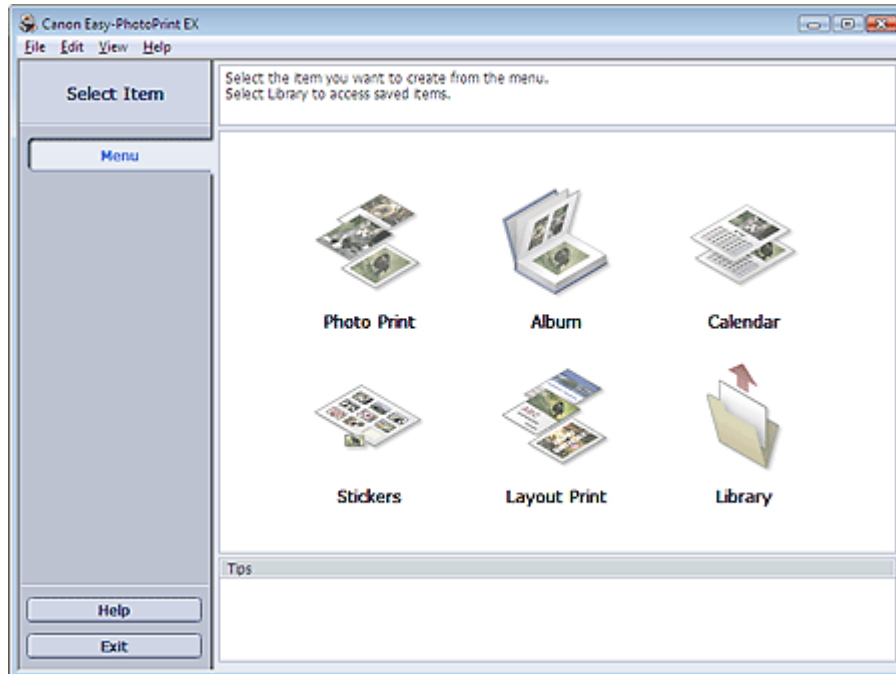 Canon Easy-PhotoPrint EX
File Edit View Help
Select Item
Select the item you want to create from the menu.
Select Library to access saved items.
Menu
Photo Print Album Calendar
Stickers Layout Print Library
Tips
Help
Exit